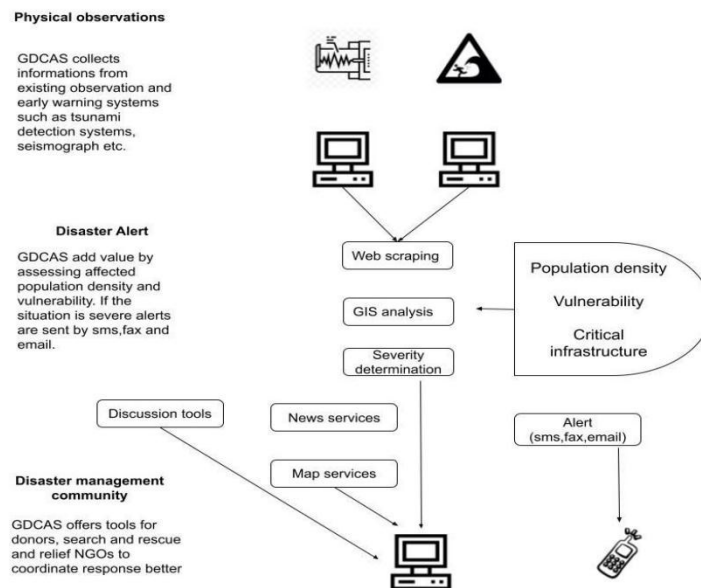 Physical observations
GDCAS collects
informations from
existing observation and
early warning systems
such as tsunami
detection systems,
seismograph etc.
Disaster Alert
GDCAS add value by
assessing affected
population density and
vulnerability. If the
situation is severe alerts
are sent by sms,fax and
email.
Web scraping
GIS analysis
Severity
determination
Population density
Vulnerability
Critical
infrastructure
Discussion tools
News services
Map services
Alert
(sms,fax,email)
Disaster management
community
GDCAS offers tools for
donors, search and rescue
and relief NGOs to
coordinate response better